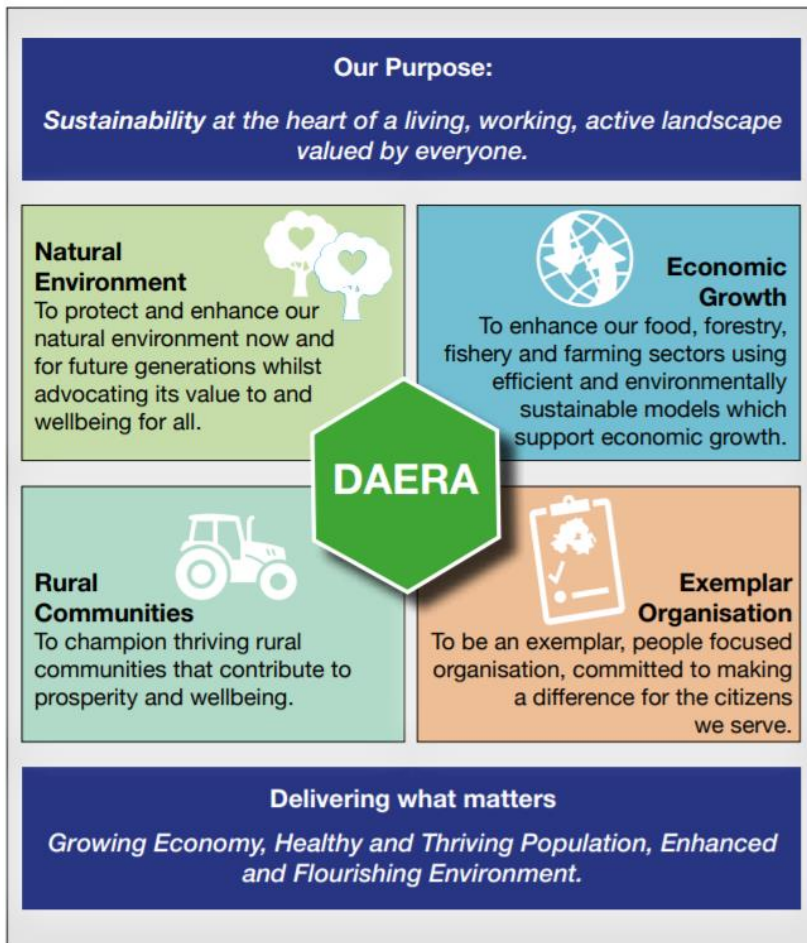 Our Purpose:
Sustainability at the heart of a living, working, active landscape
valued by everyone.
Natural
Environment
To protect and enhance our
natural environment now and
for future generations whilst
advocating its value to and
wellbeing for all.
Economic
Growth
To enhance our food, forestry,
fishery and farming sectors using
efficient and environmentally
sustainable models which
support economic growth.
DAERA
Rural
Communities
To champion thriving rural
communities that contribute to
prosperity and wellbeing.
Exemplar
Organisation
To be an exemplar, people focused
organisation, committed to making
a difference for the citizens
we serve.
Delivering what matters
Growing Economy, Healthy and Thriving Population, Enhanced
and Flourishing Environment.